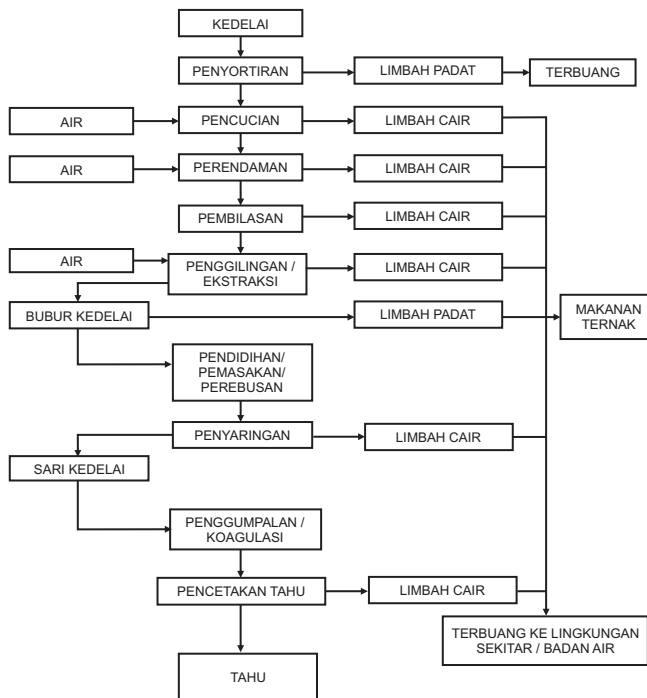 KEDELAI
PENYORTIRAN
LIMBAH PADAT
TERBUANG
AIR
PENCUCIAN
LIMBAH CAIR
AIR
PERENDAMAN
LIMBAH CAIR
PEMBILASAN
LIMBAH CAIR
AIR
PENGGILINGAN /
EKSTRAKSI
LIMBAH CAIR
BUBUR KEDELAI
LIMBAH PADAT
MAKANAN
TERNAK
PENDIDIHAN/
PEMASAKAN/
PEREBUSAN
PENYARINGAN
LIMBAH CAIR
SARI KEDELAI
PENGGUMPALAN /
KOAGULASI
PENCETAKAN TAHU
LIMBAH CAIR
TERBUANG KE LINGKUNGAN
SEKITAR / BADAN AIR
TAHU